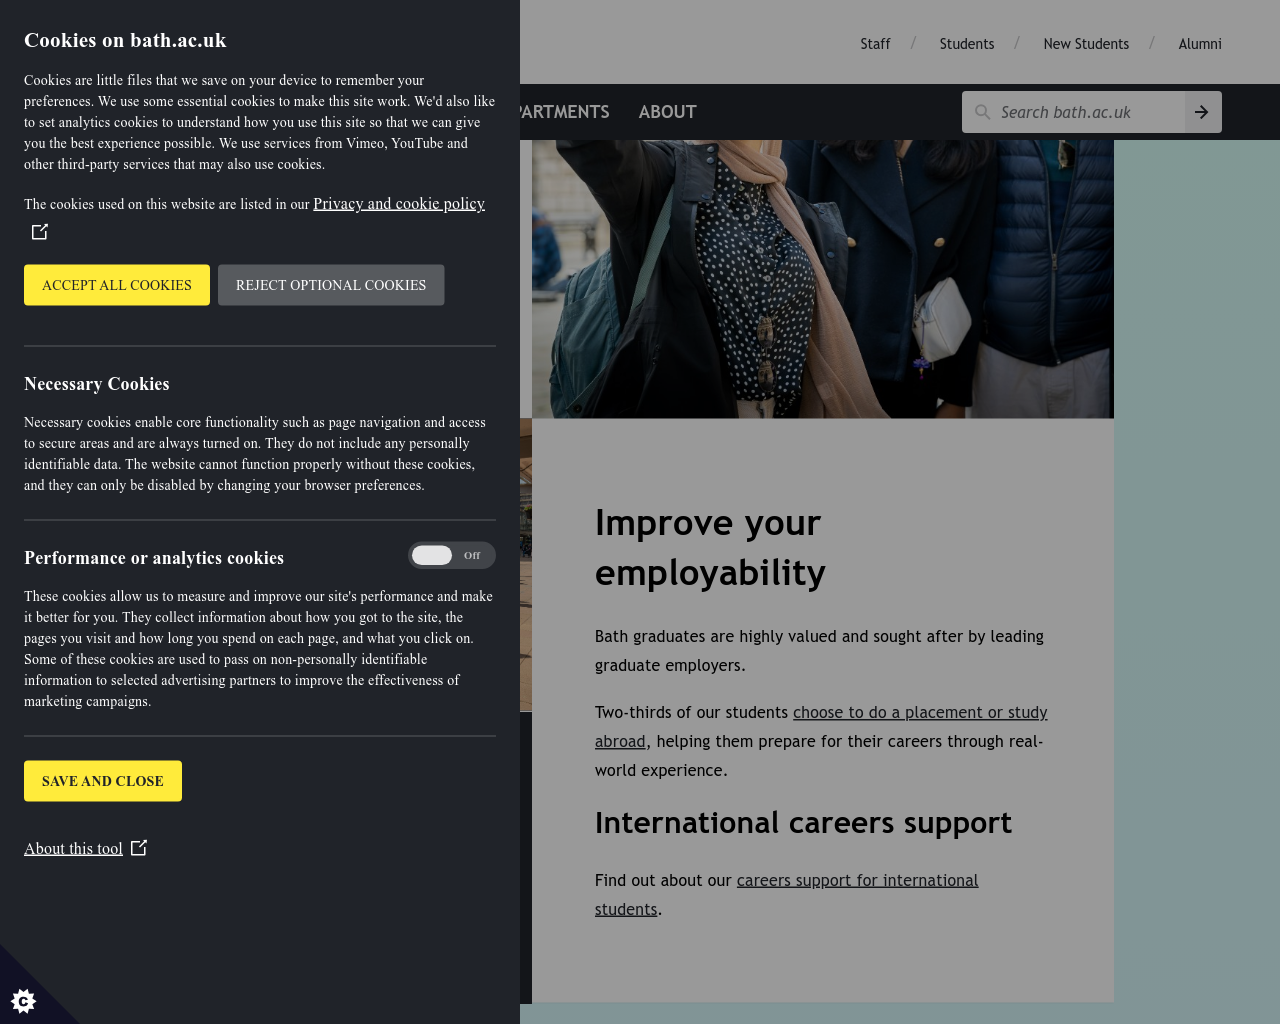 Cookies on bath.ac.uk
Cookies are little files that we save on your device to remember your
preferences. We use some essential cookies to make this site work. We'd also like
to set analytics cookies to understand how you use this site so that we can give
you the best experience possible. We use services from Vimeo, YouTube and
other third-party services that may also use cookies.
The cookies used on this website are listed in our Privacy and cookie policy
ACCEPT ALL COOKIES
REJECT OPTIONAL COOKIES
Necessary Cookies
Necessary cookies enable core functionality such as page navigation and access
to secure areas and are always turned on. They do not include any personally
identifiable data. The website cannot function properly without these cookies,
and they can only be disabled by changing your browser preferences.
Performance or analytics cookies
Off
These cookies allow us to measure and improve our site's performance and make
it better for you. They collect information about how you got to the site, the
pages you visit and how long you spend on each page, and what you click on.
Some of these cookies are used to pass on non-personally identifiable
information to selected advertising partners to improve the effectiveness of
marketing campaigns.
SAVE AND CLOSE
About this tool
C
Staff / Students / New Students / Alumni
PARTMENTS ABOUT
Search bath.ac.uk
Improve your
employability
Bath graduates are highly valued and sought after by leading
graduate employers.
Two-thirds of our students choose to do a placement or study
abroad, helping them prepare for their careers through real-
world experience.
International careers support
Find out about our careers support for international
students.